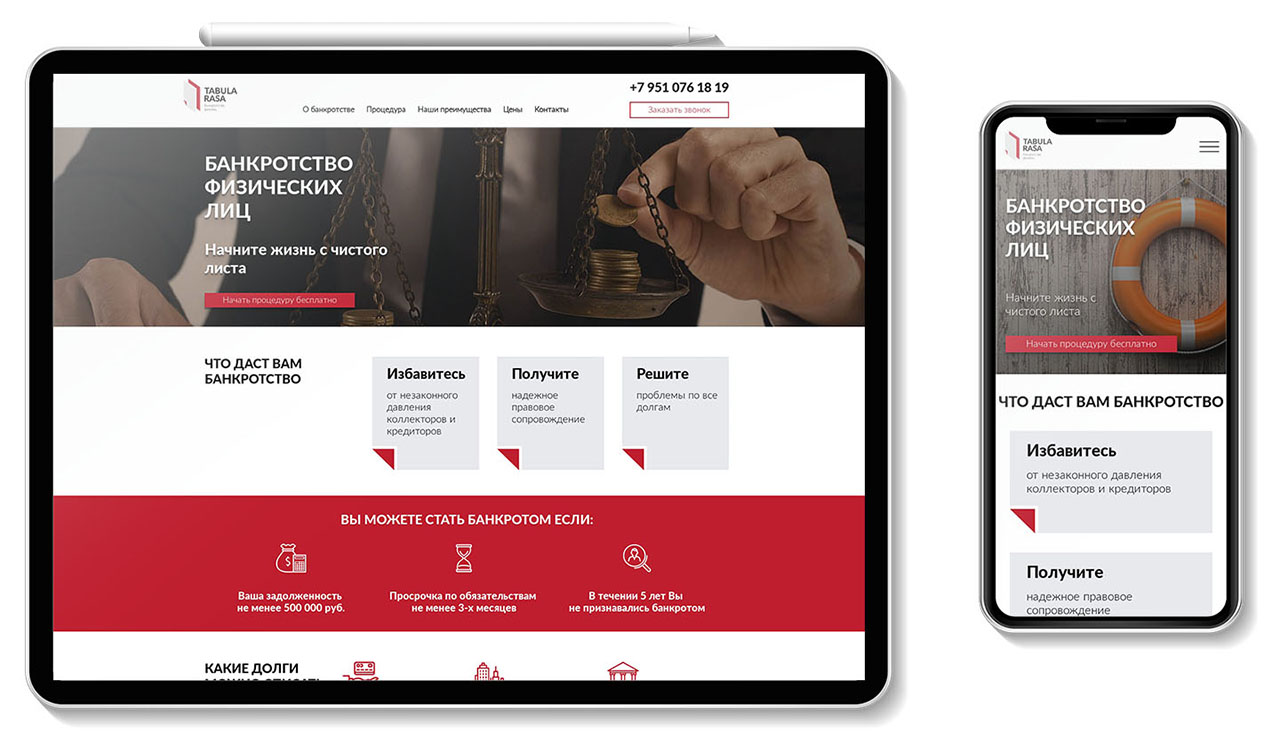 TABULA
RASA
+7 951 076 18 19
О банкротстве Процедура Наши преимущества Цены Контакты
Заказать звонок
БАНКРОТСТВО
ФИЗИЧЕСКИХ
ЛИЦ
Начните жизнь с чистого
листа
Начать процедуру бесплатно
ЧТО ДАСТ ВАМ
БАНКРОТСТВО
Избавитесь
от незаконного
давления
коллекторов и
кредиторов
Получите
надежное
правовое
сопровождение
Решите
проблемы по все
долгам
ВЫ МОЖЕТЕ СТАТЬ БАНКРОТОМ ЕСЛИ:
Ваша задолженность
не менее 500 000 руб.
Просрочка по обязательствам
не менее 3-х месяцев
В течении 5 лет Вы
не признавались банкротом
КАКИЕ ДОЛГИ
TABULA
RASA
БАНКРОТСТВО
ФИЗИЧЕСКИХ
ЛИЦ
Начните жизнь с
чистого листа
Начать процедуру бесплатно
ЧТО ДАСТ ВАМ БАНКРОТСТВО
Избавитесь
от незаконного давления
коллекторов и кредиторов
Получите
надежное правовое
сопровождение